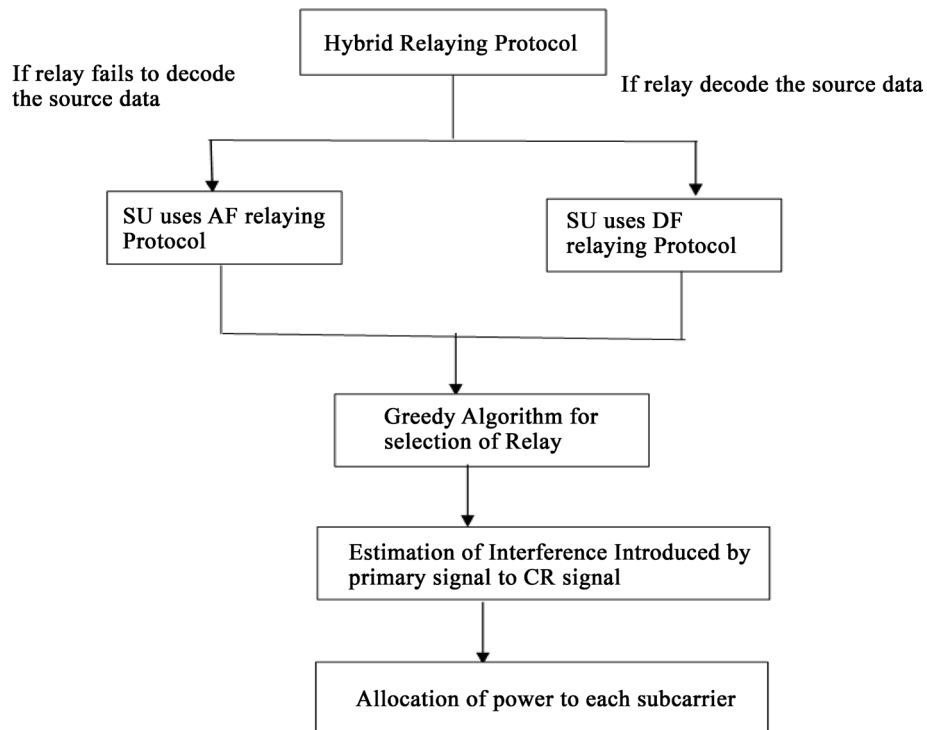 Hybrid Relaying Protocol
If relay fails to decode
the source data
If relay decode the source data
SU uses AF relaying
Protocol
SU uses DF
relaying Protocol
Greedy Algorithm for
selection of Relay
Estimation of Interference Introduced by
primary signal to CR signal
Allocation of power to each subcarrier